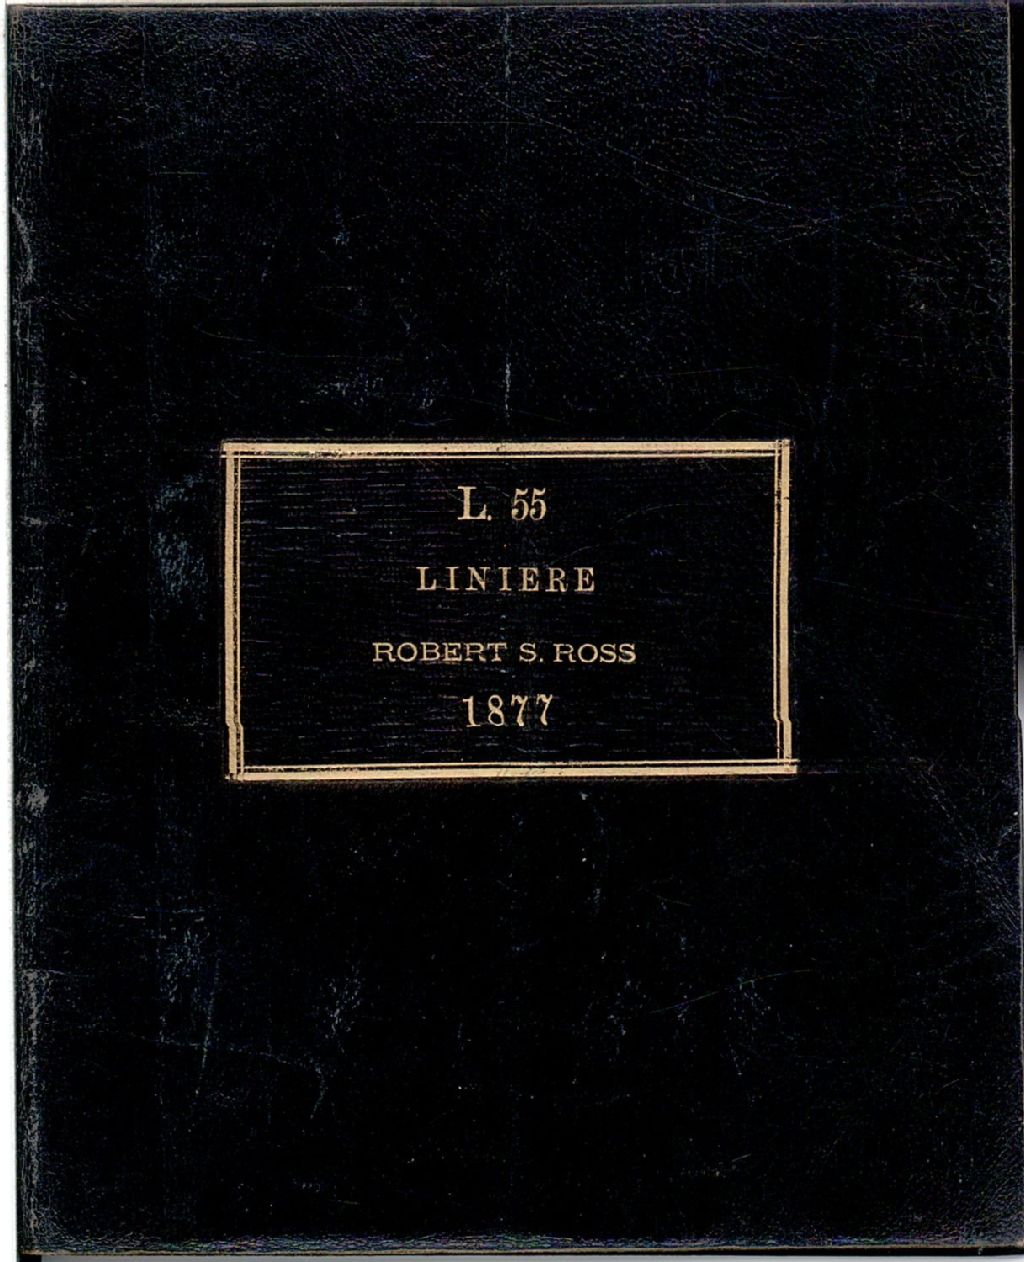 L. 55
LINIERE
ROBERT S. ROSS
1877